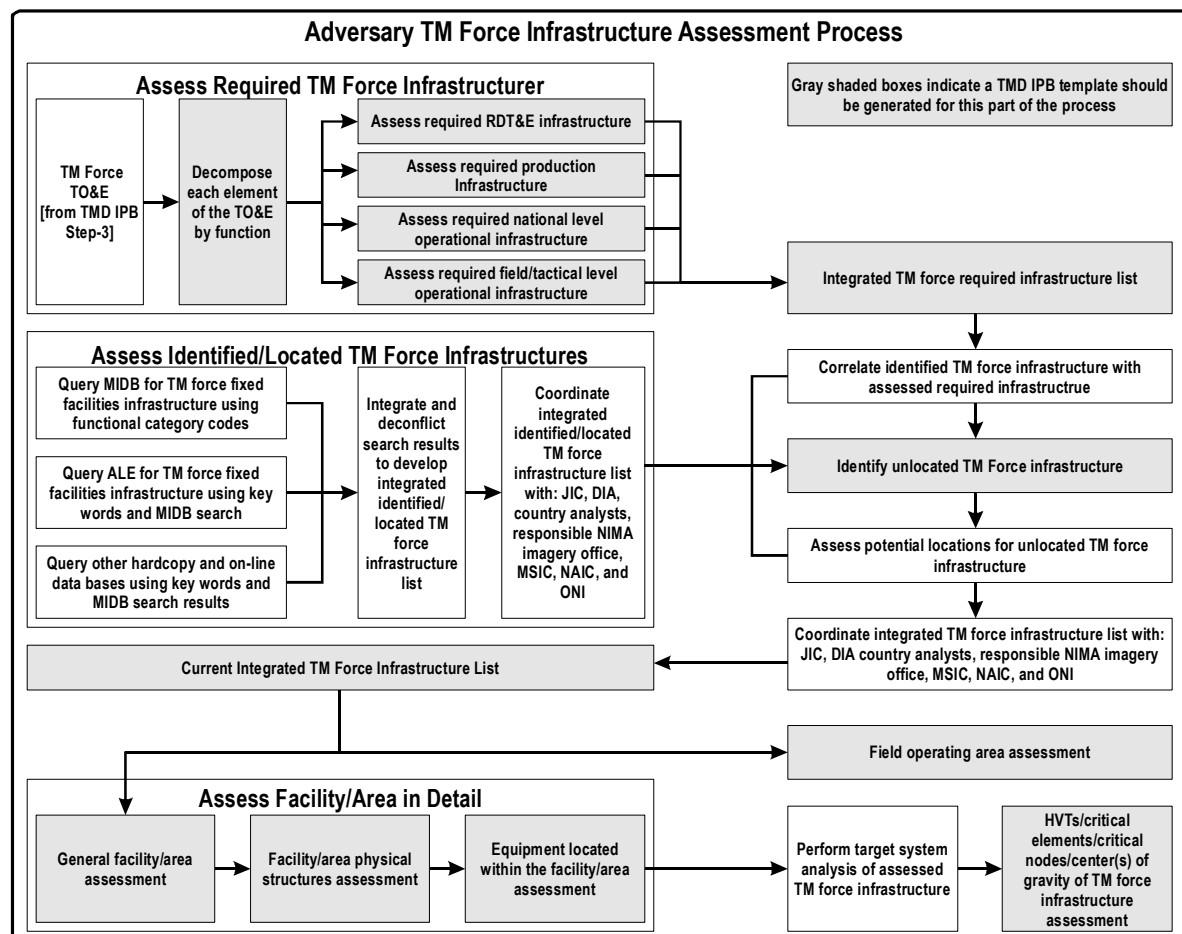 Adversary TM Force Infrastructure Assessment Process
Assess Required TM Force Infrastructurer
TM Force
TO&E
[from TMD IPB
Step-3]
Decompose
each element
of the TO&E
by function
Assess required RDT&E infrastructure
Assess required production
Infrastructure
Assess required national level
operational infrastructure
Assess required field/tactical level
operational infrastructure
Gray shaded boxes indicate a TMD IPB template should
be generated for this part of the process
Integrated TM force required infrastructure list
Assess Identified/Located TM Force Infrastructures
Query MIDB for TM force fixed
facilities infrastructure using
functional category codes
Query ALE for TM force fixed
facilities infrastructure using key
words and MIDB search
Query other hardcopy and on-line
data bases using key words and
MIDB search results
Integrate and
deconflict
search results
to develop
integrated
identified/
located TM
force
infrastructure
list
Coordinate
integrated
identified/located
TM force
infrastructure list
with: JIC, DIA,
country analysts,
responsible NIMA
imagery office,
MSIC, NAIC, and
ONI
Correlate identified TM force infrastructure with
assessed required infrastructrue
Identify unlocated TM Force infrastructure
Assess potential locations for unlocated TM force
infrastructure
Coordinate integrated TM force infrastructure list with:
JIC, DIA country analysts, responsible NIMA imagery
office, MSIC, NAIC, and ONI
Current Integrated TM Force Infrastructure List
Field operating area assessment
Assess Facility/Area in Detail
General facility/area
assessment
Facility/area physical
structures assessment
Equipment located
within the facility/area
assessment
Perform target system
analysis of assessed
TM force infrastructure
HVTs/critical
elements/critical
nodes/center(s) of
gravity of TM force
infrastructure
assessment